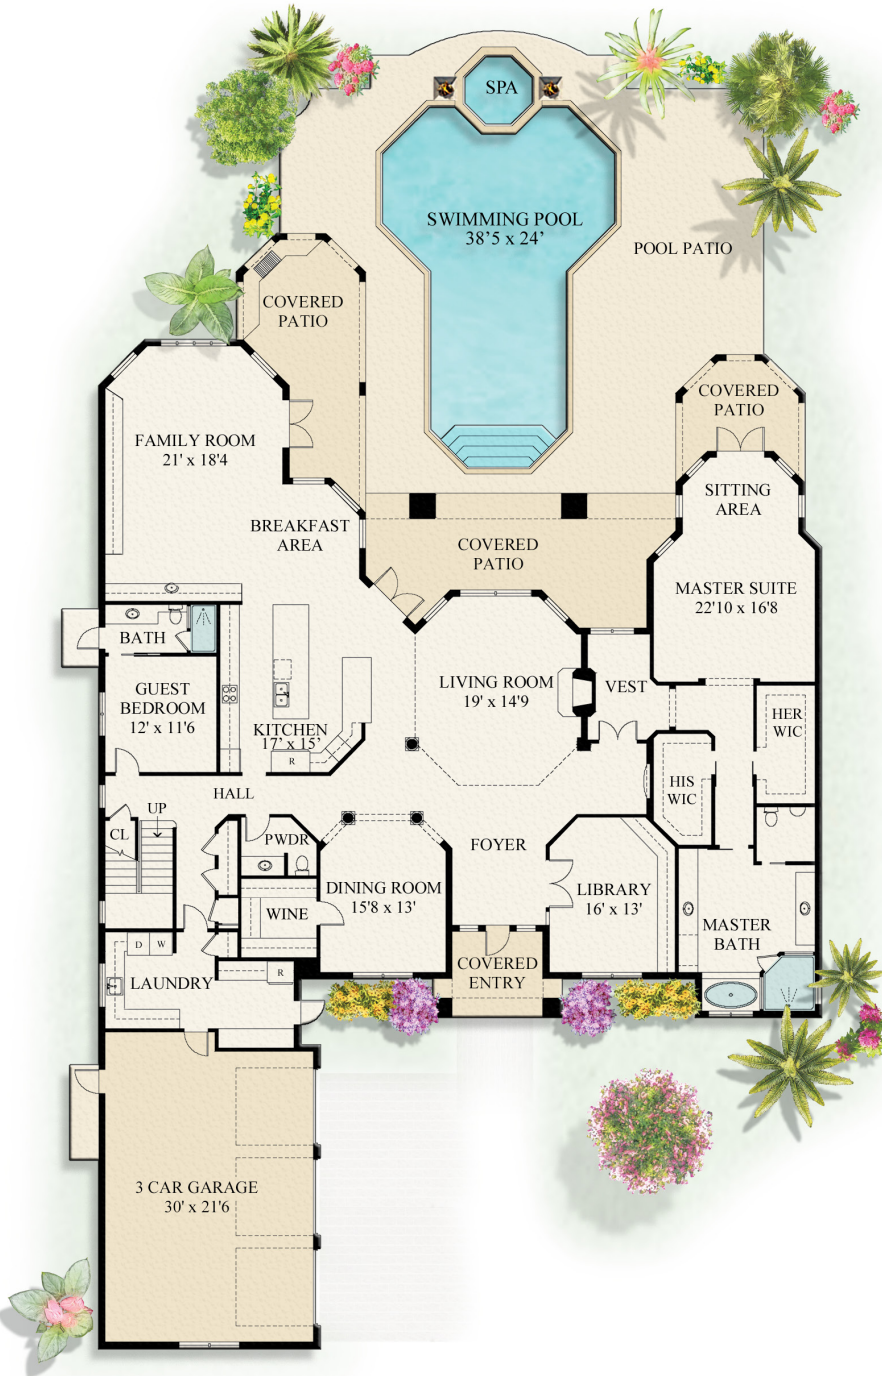 SPA
SWIMMING POOL
38'5 x 24'
POOL PATIO
COVERED
PATIO
COVERED
PATIO
FAMILY ROOM
21' x 18'4
SITTING
AREA
BREAKFAST
AREA
COVERED
PATIO
MASTER SUITE
22'10 x 16'8
BATH
GUEST
BEDROOM
12' x 11'6
LIVING ROOM
19' x 14'9
VEST
HER
WIC
KITCHEN
17' x 15'
R
HIS
WIC
HALL
UP
CL
PWDR
FOYER
DINING ROOM
15'8 x 13'
LIBRARY
16' x 13'
WINE
MASTER
BATH
D
W
LAUNDRY
R
COVERED
ENTRY
3 CAR GARAGE
30' x 21'6